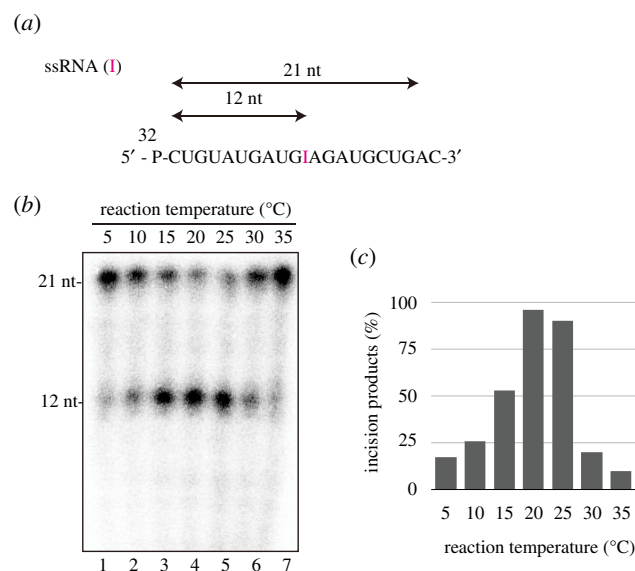 (a)
ssRNA (I)
21 nt
12 nt
32
5′ - P-CUGUAUGAUGIAGAUGCUGAC-3′
(b)
reaction temperature (°C)
5 10 15 20 25 30 35
21 nt-
12 nt-
1 2 3 4 5 6 7
(c)
100
75
50
25
0
incision products (%)
5 10 15 20 25 30 35
reaction temperature (°C)